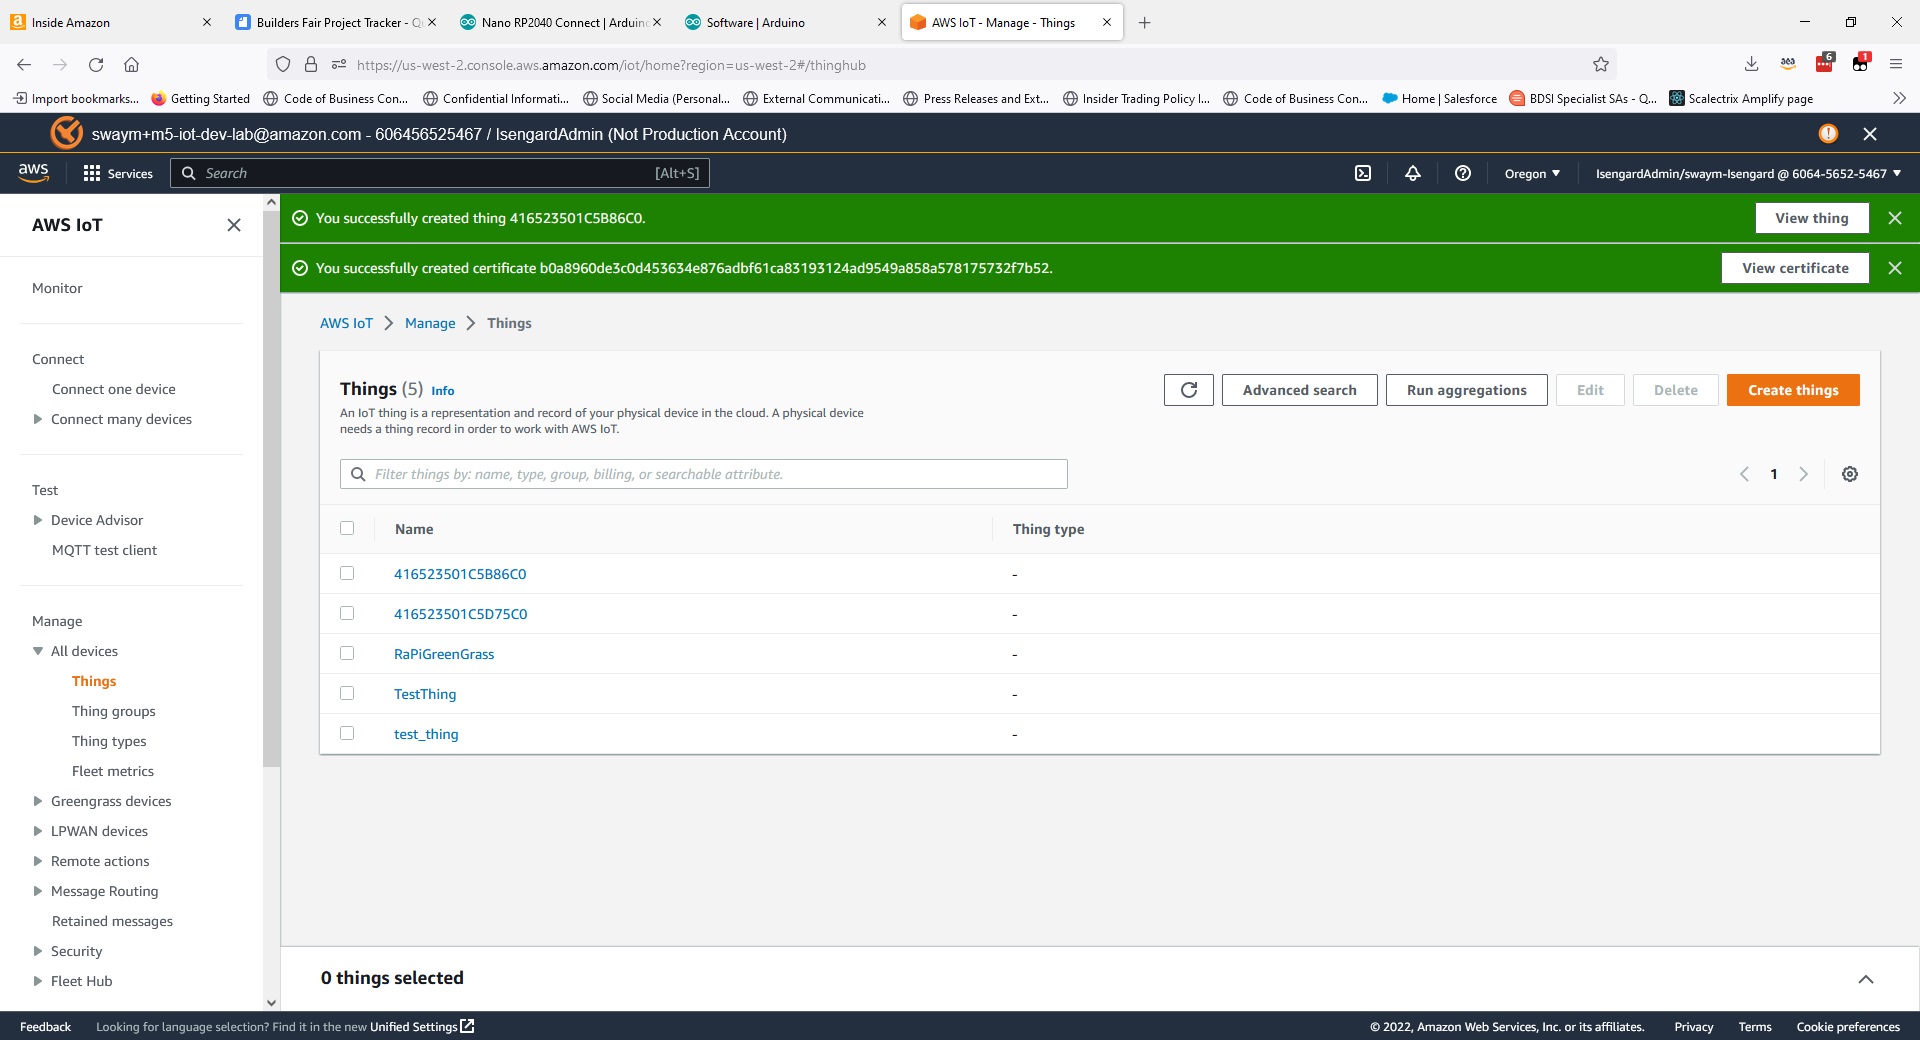 Inside Amazon
Builders Fair Project Tracker - Q
Nano RP2040 Connect | Arduino
Software | Arduino
AWS IoT - Manage - Things
https://us-west-2.console.aws.amazon.com/iot/home?region=us-west-2#/thinghub
6
1
Import bookmarks...
Getting Started
Code of Business Con...
Confidential Informati...
Social Media (Personal...
External Communicati...
Press Releases and Ext...
Insider Trading Policy I...
Code of Business Con...
Home | Salesforce
BDSI Specialist SAs - Q...
Scalectrix Amplify page
swaym+m5-iot-dev-lab@amazon.com - 606456525467 / IsengardAdmin (Not Production Account)
aws
Services
Search
[Alt+S]
Oregon
IsengardAdmin/swaym-Isengard @ 6064-5652-5467
AWS IoT
Monitor
Connect
Connect one device
Connect many devices
Test
Device Advisor
MQTT test client
Manage
All devices
Things
Thing groups
Thing types
Fleet metrics
Greengrass devices
LPWAN devices
Remote actions
Message Routing
Retained messages
Security
Fleet Hub
You successfully created thing 416523501C5B86C0.
View thing
You successfully created certificate b0a8960de3c0d453634e876adbf61ca83193124ad9549a858a578175732f7b52.
View certificate
AWS IoT > Manage > Things
Things (5) Info
An IoT thing is a representation and record of your physical device in the cloud. A physical device
needs a thing record in order to work with AWS IoT.
Advanced search
Run aggregations
Edit
Delete
Create things
Filter things by: name, type, group, billing, or searchable attribute.
1
Name
Thing type
416523501C5B86C0 -
416523501C5D75C0 -
RaPiGreenGrass -
TestThing -
test_thing -
0 things selected
Feedback
Looking for language selection? Find it in the new Unified Settings
© 2022, Amazon Web Services, Inc. or its affiliates.
Privacy
Terms
Cookie preferences